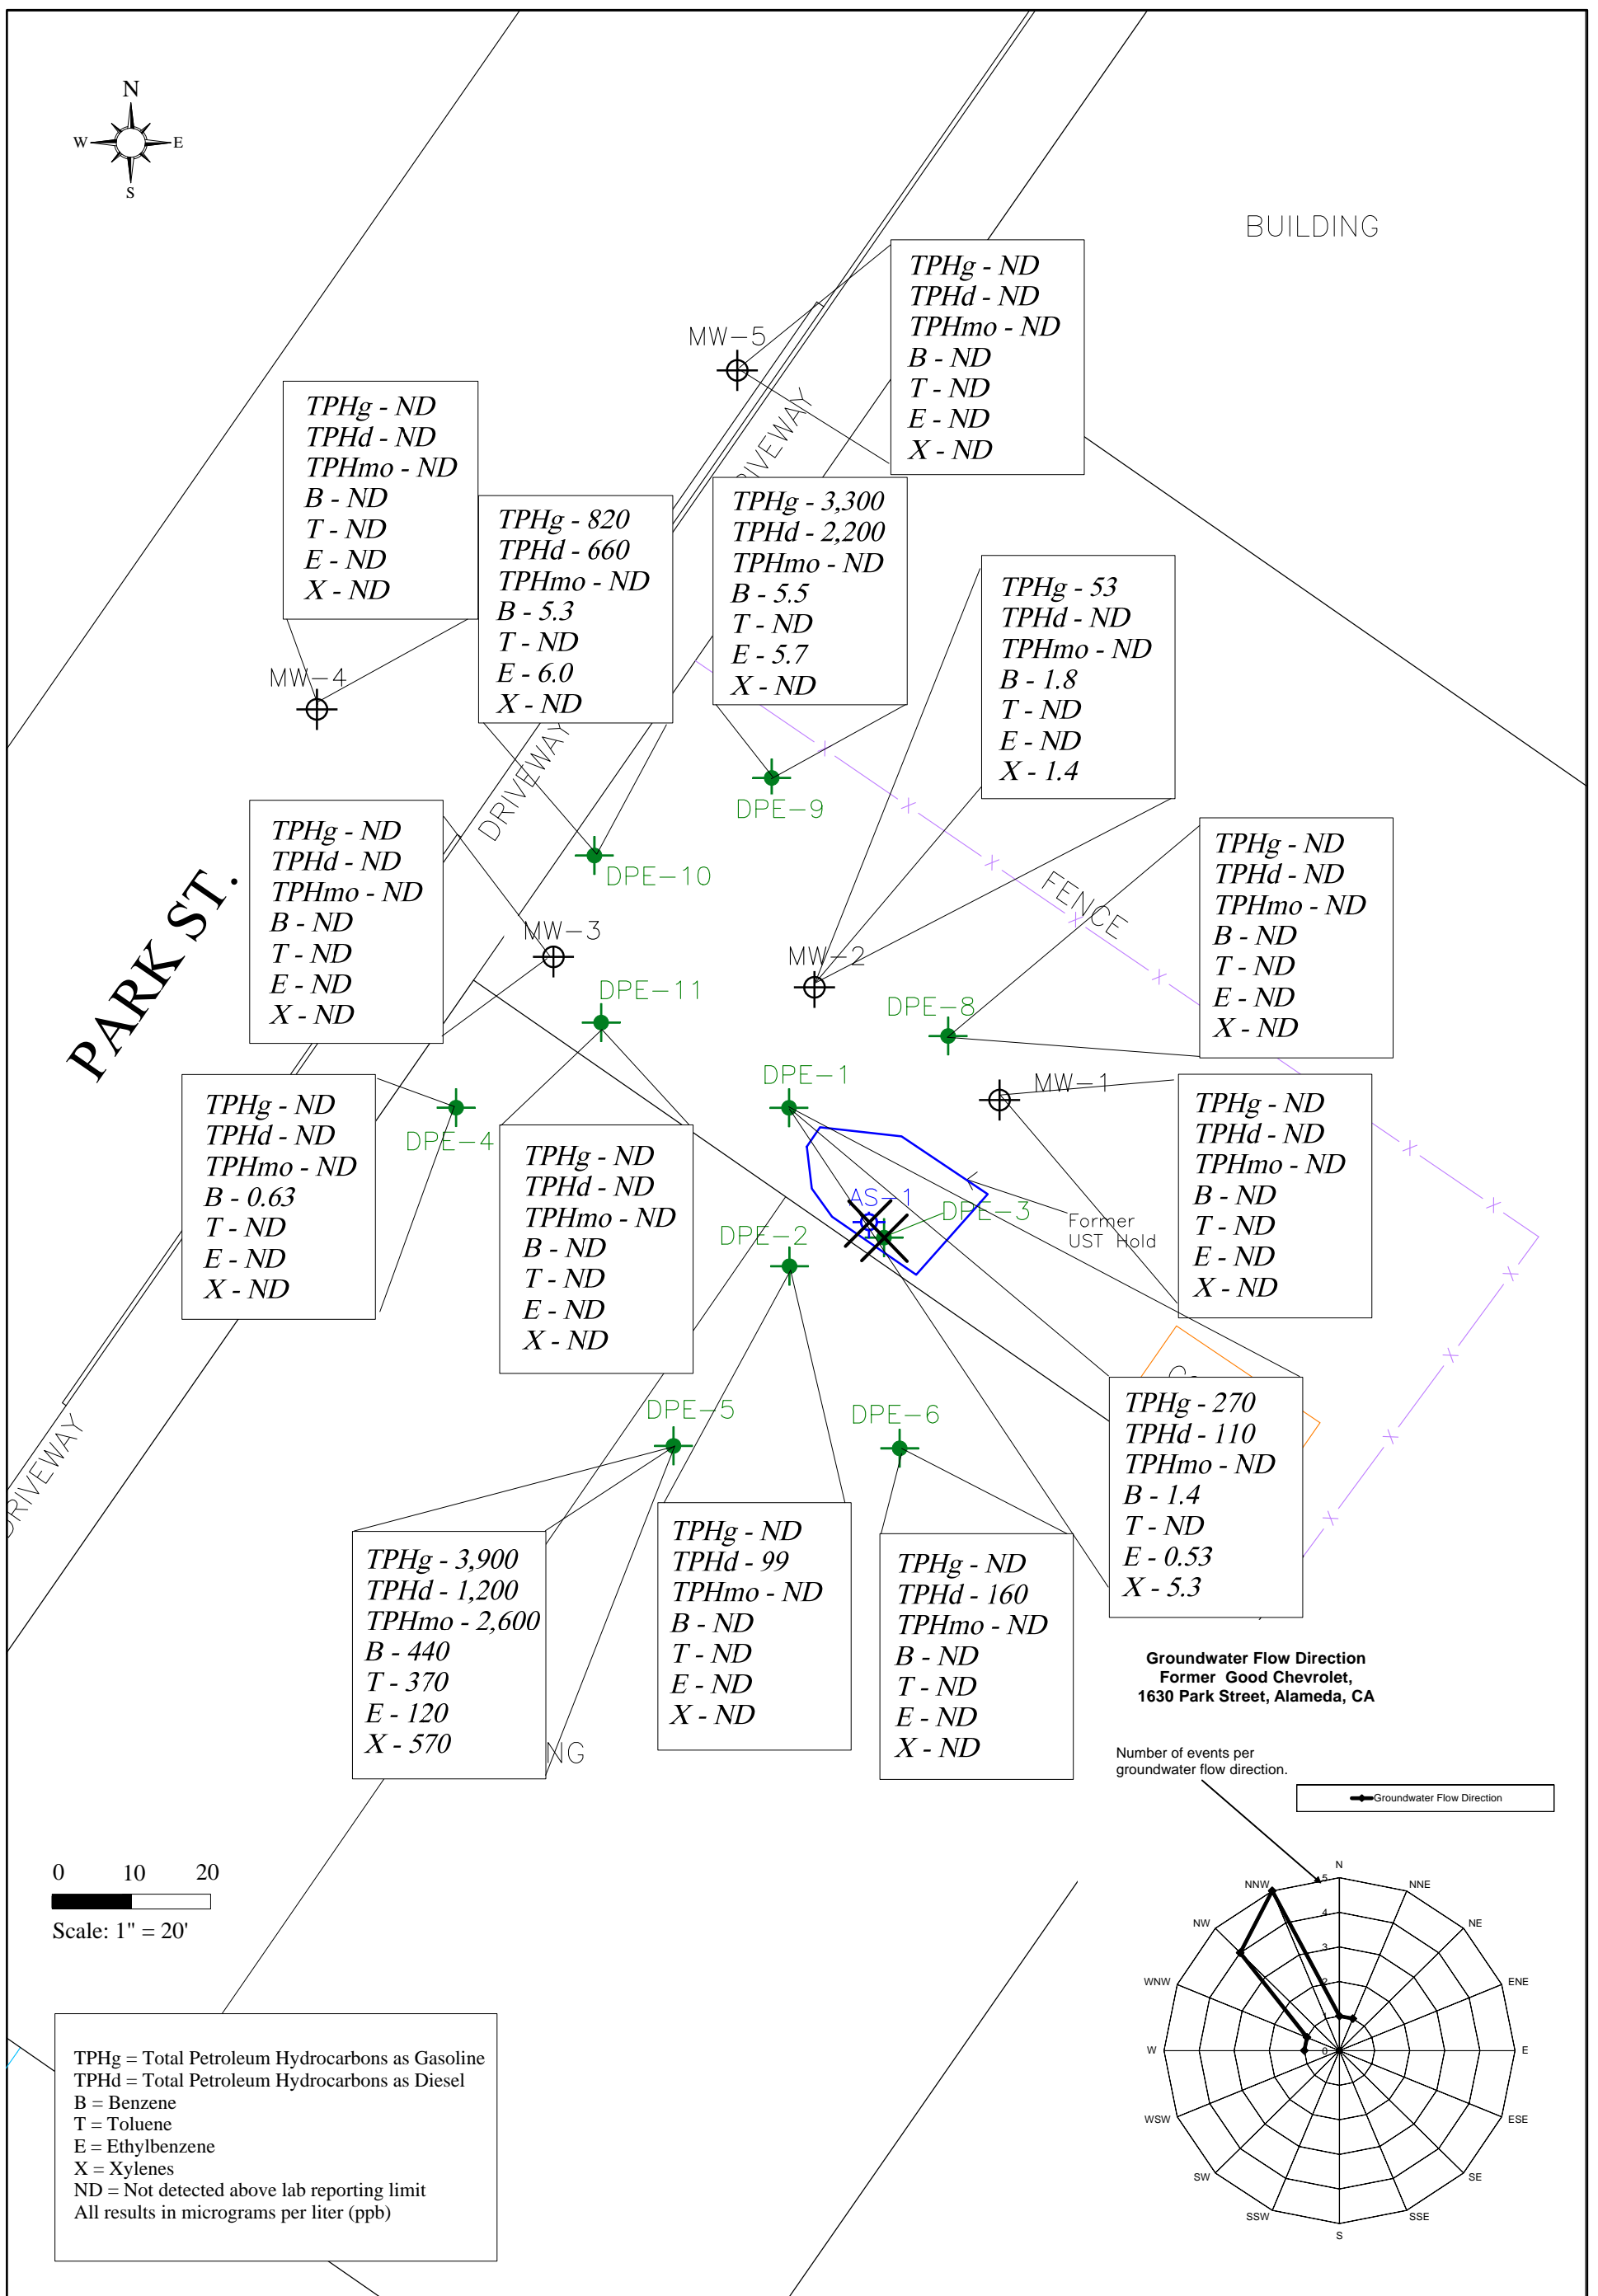 N
W
E
S
BUILDING
TPHg - ND
TPHd - ND
TPHmo - ND
B - ND
T - ND
E - ND
X - ND
MW-5
DRIVEWAY
TPHg - ND
TPHd - ND
TPHmo - ND
B - ND
T - ND
E - ND
X - ND
MW-4
TPHg - 820
TPHd - 660
TPHmo - ND
B - 5.3
T - ND
E - 6.0
X - ND
TPHg - 3,300
TPHd - 2,200
TPHmo - ND
B - 5.5
T - ND
E - 5.7
X - ND
TPHg - 53
TPHd - ND
TPHmo - ND
B - 1.8
T - ND
E - ND
X - 1.4
DRIVEWAY
DPE-9
DPE-10
PARK ST.
TPHg - ND
TPHd - ND
TPHmo - ND
B - ND
T - ND
E - ND
X - ND
MW-3
MW-2
FENCE
TPHg - ND
TPHd - ND
TPHmo - ND
B - ND
T - ND
E - ND
X - ND
DPE-11
DPE-8
DPE-1
MW-1
TPHg - ND
TPHd - ND
TPHmo - ND
B - 0.63
T - ND
E - ND
X - ND
DPE-4
TPHg - ND
TPHd - ND
TPHmo - ND
B - ND
T - ND
E - ND
X - ND
TPHg - ND
TPHd - ND
TPHmo - ND
B - ND
T - ND
E - ND
X - ND
AS-1
DPE-3
DPE-2
Former
UST Hold
DPE-5
DPE-6
DRIVEWAY
TPHg - 270
TPHd - 110
TPHmo - ND
B - 1.4
T - ND
E - 0.53
X - 5.3
TPHg - 3,900
TPHd - 1,200
TPHmo - 2,600
B - 440
T - 370
E - 120
X - 570
NG
TPHg - ND
TPHd - 99
TPHmo - ND
B - ND
T - ND
E - ND
X - ND
TPHg - ND
TPHd - 160
TPHmo - ND
B - ND
T - ND
E - ND
X - ND
Groundwater Flow Direction
Former Good Chevrolet,
1630 Park Street, Alameda, CA
Number of events per
groundwater flow direction.
Groundwater Flow Direction
N
NNE
NE
ENE
E
ESE
SE
SSE
S
SSW
SW
WSW
W
WNW
NW
NNW
5
4
3
2
1
0
0 10 20
Scale: 1" = 20'
TPHg = Total Petroleum Hydrocarbons as Gasoline
TPHd = Total Petroleum Hydrocarbons as Diesel
B = Benzene
T = Toluene
E = Ethylbenzene
X = Xylenes
ND = Not detected above lab reporting limit
All results in micrograms per liter (ppb)